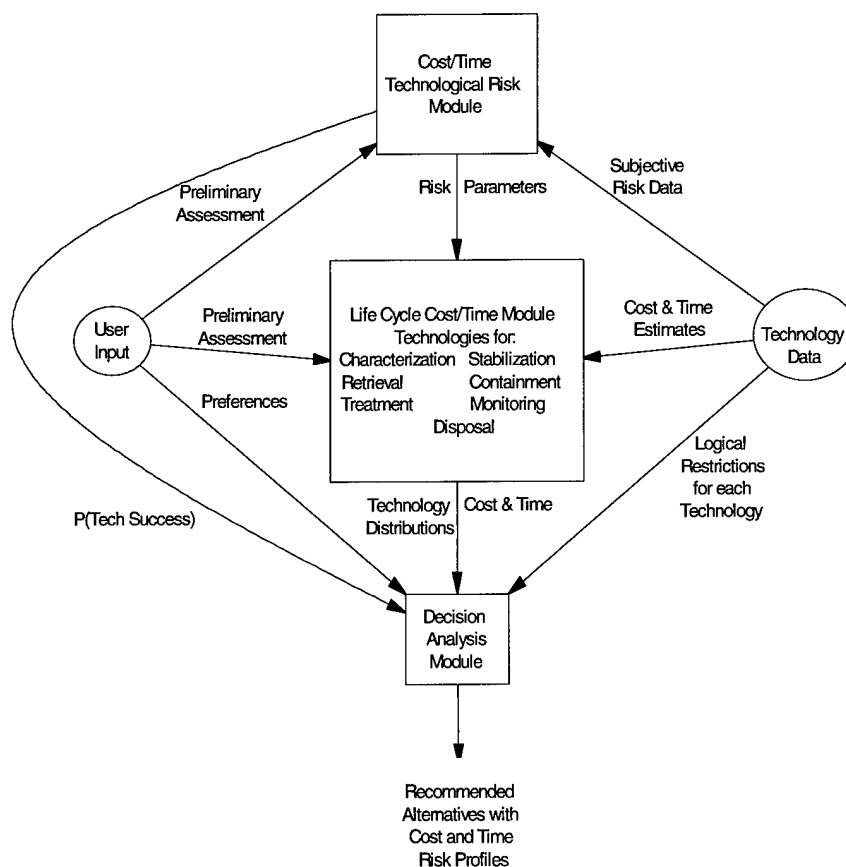 Cost/Time
Technological Risk
Module
Preliminary
Assessment
Risk Parameters
Subjective
Risk Data
User
Input
Preliminary
Assessment
Preferences
Life Cycle Cost/Time Module
Technologies for:
Characterization Stabilization
Retrieval Containment
Treatment Monitoring
Disposal
Cost & Time
Estimates
Technology
Data
Logical
Restrictions
for each
Technology
P(Tech Success)
Technology Cost & Time
Distributions
Decision
Analysis
Module
Recommended
Alternatives with
Cost and Time
Risk Profiles